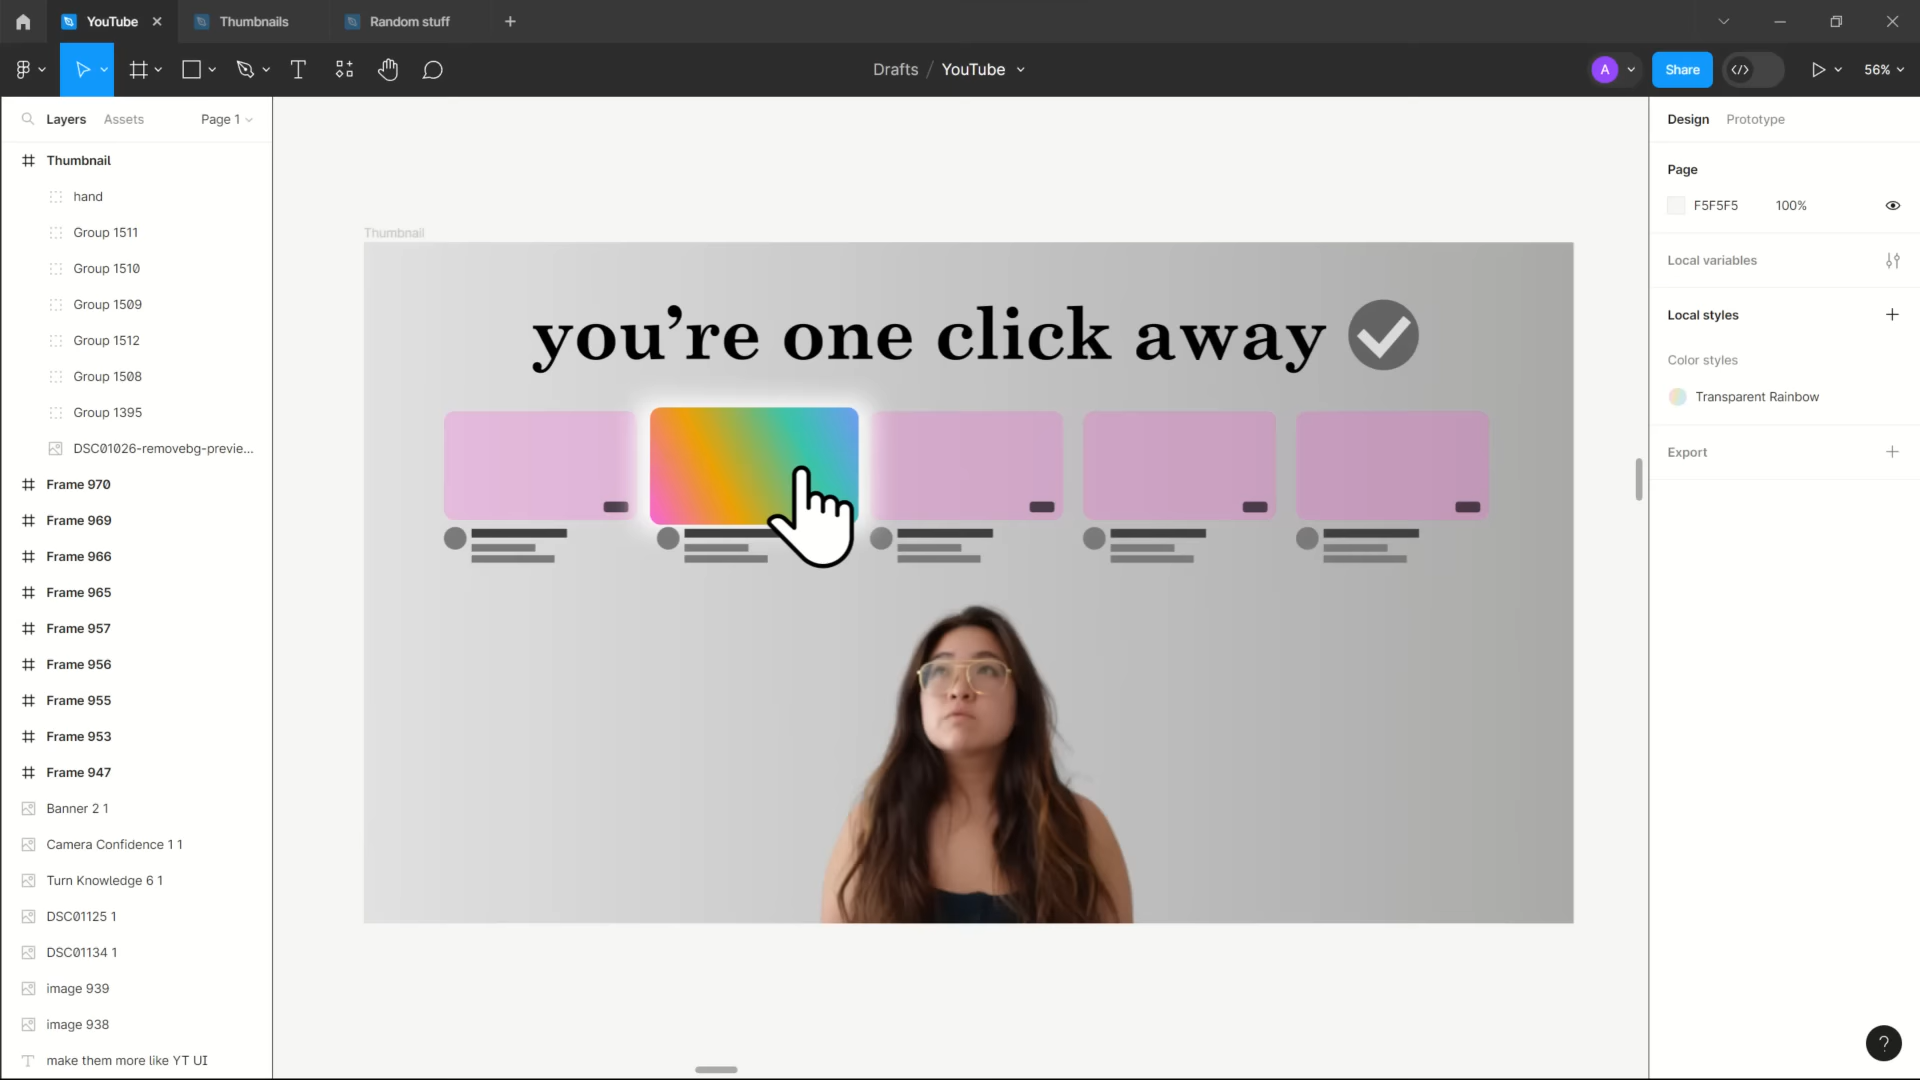 YouTube
Thumbnails
Random stuff
Drafts / YouTube
A
Share
56%
Layers
Assets
Page 1
Design
Prototype
Thumbnail
hand
Group 1511
Group 1510
Group 1509
Group 1512
Group 1508
Group 1395
DSC01026-removebg-previe...
Frame 970
Frame 969
Frame 966
Frame 965
Frame 957
Frame 956
Frame 955
Frame 953
Frame 947
Banner 2 1
Camera Confidence 1 1
Turn Knowledge 6 1
DSC01125 1
DSC01134 1
image 939
image 938
make them more like YT UI
Thumbnail
you’re one click away
Page
F5F5F5 100%
Local variables
Local styles
Color styles
Transparent Rainbow
Export
?